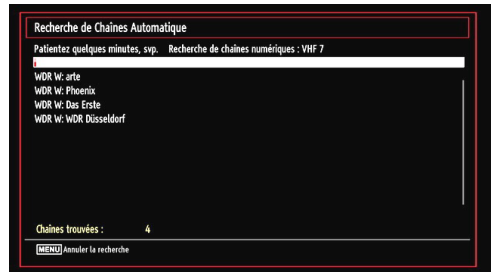 Recherche de Chaînes Automatique
Patientez quelques minutes, svp. Recherche de chaînes numériques : VHF 7
WDR W: arte
WDR W: Phoenix
WDR W: Das Erste
WDR W: WDR Düsseldorf
Chaînes trouvées : 4
MENU Annuler la recherche